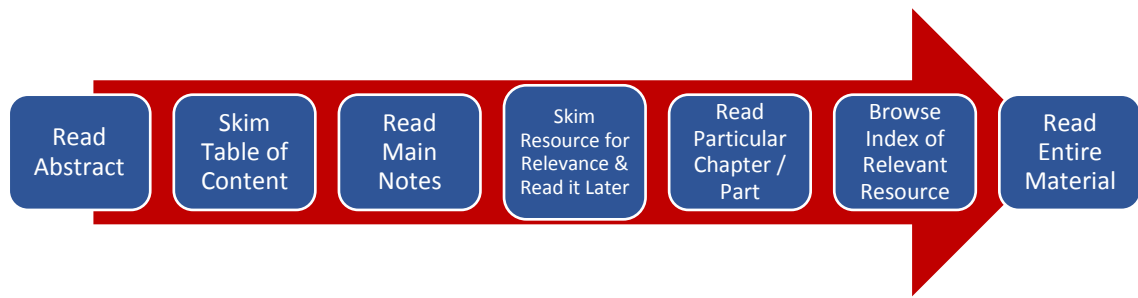 Read
Abstract
Skim
Table of
Content
Read
Main
Notes
Skim
Resource for
Relevance &
Read it Later
Read
Particular
Chapter /
Part
Browse
Index of
Relevant
Resource
Read
Entire
Material